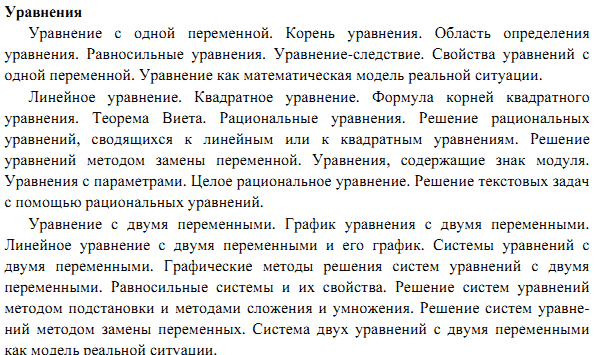 Уравнения
Уравнение с одной переменной. Корень уравнения. Область определения
уравнения. Равносильные уравнения. Уравнение-следствие. Свойства уравнений с
одной переменной. Уравнение как математическая модель реальной ситуации.
Линейное уравнение. Квадратное уравнение. Формула корней квадратного
уравнения. Теорема Виета. Рациональные уравнения. Решение рациональных
уравнений, сводящихся к линейным или к квадратным уравнениям. Решение
уравнений методом замены переменной. Уравнения, содержащие знак модуля.
Уравнения с параметрами. Целое рациональное уравнение. Решение текстовых задач
с помощью рациональных уравнений.
Уравнение с двумя переменными. График уравнения с двумя переменными.
Линейное уравнение с двумя переменными и его график. Системы уравнений с
двумя переменными. Графические методы решения систем уравнений с двумя
переменными. Равносильные системы и их свойства. Решение систем уравнений
методом подстановки и методами сложения и умножения. Решение систем уравне-
ний методом замены переменных. Система двух уравнений с двумя переменными
как модель реальной ситуации.